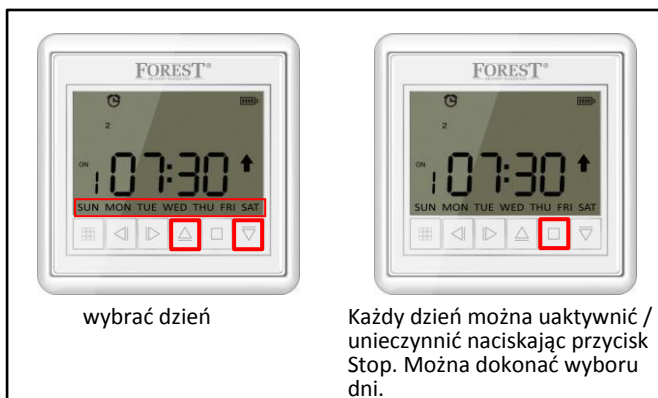 FOREST®
2
ON
1 07:30
SUN MON TUE WED THU FRI SAT
wybrać dzień
FOREST®
2
ON
1 07:30
SUN MON TUE WED THU FRI SAT
Każdy dzień można uaktywnić /
unieczynnić naciskając przycisk
Stop. Można dokonać wyboru
dni.